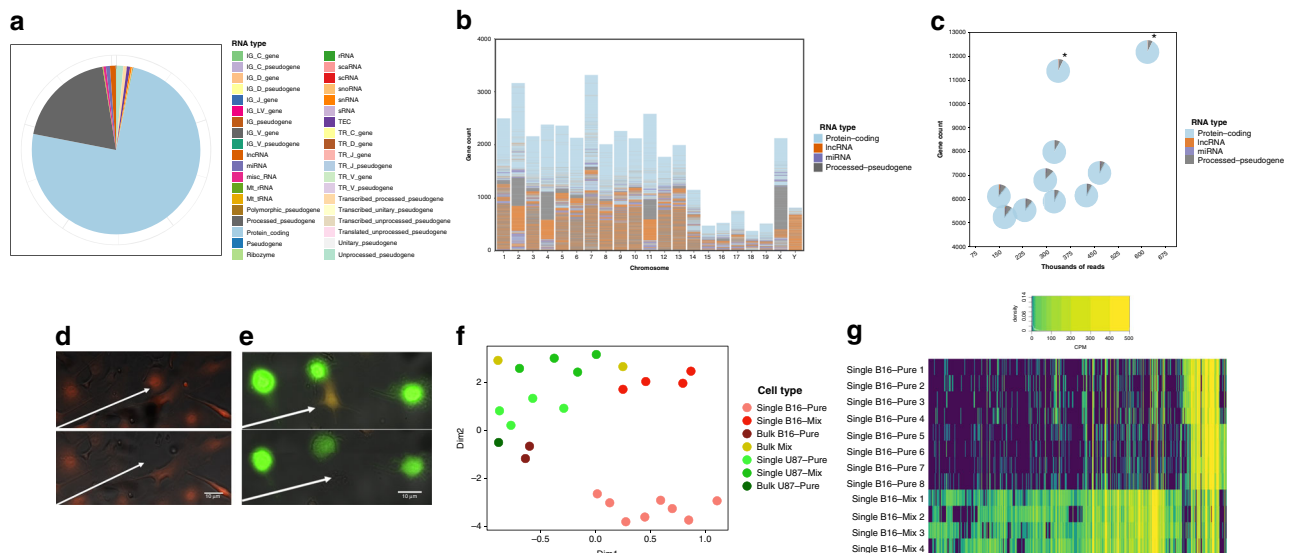 a
RNA type
IG_C_gene
IG_C_pseudogene
IG_D_gene
IG_D_pseudogene
IG_J_gene
IG_LV_gene
IG_pseudogene
IG_V_gene
IG_V_pseudogene
lncRNA
miRNA
misc_RNA
Mt_rRNA
Mt_tRNA
Polymorphic_pseudogene
Processed_pseudogene
Protein_coding
Pseudogene
Ribozyme
rRNA
scaRNA
scRNA
snoRNA
snRNA
sRNA
TEC
TR_C_gene
TR_D_gene
TR_J_gene
TR_J_pseudogene
TR_V_gene
TR_V_pseudogene
Transcribed_processed_pseudogene
Transcribed_unitary_pseudogene
Transcribed_unprocessed_pseudogene
Translated_unprocessed_pseudogene
Unitary_pseudogene
Unprocessed_pseudogene
b
4000
3000
2000
1000
0
Gene count
1 2 3 4 5 6 7 8 9 10 11 12 13 14 15 16 17 18 19 X Y
Chromosome
RNA type
Protein–coding
lncRNA
miRNA
Processed–pseudogene
c
13000
12000
11000
10000
9000
8000
7000
6000
5000
4000
Gene count
* *
75 150 225 300 375 450 525 600 675
Thousands of reads
RNA type
Protein–coding
lncRNA
miRNA
Processed–pseudogene
d
10 µm
e
10 µm
f
2
0
−2
−4
Dim2
−0.5 0.0 0.5 1.0
Dim1
Cell type
Single B16–Pure
Single B16–Mix
Bulk B16–Pure
Bulk Mix
Single U87–Pure
Single U87–Mix
Bulk U87–Pure
g
density
0 0.06 0.14
0 100 200 300 400 500
CPM
Single B16–Pure 1
Single B16–Pure 2
Single B16–Pure 3
Single B16–Pure 4
Single B16–Pure 5
Single B16–Pure 6
Single B16–Pure 7
Single B16–Pure 8
Single B16–Mix 1
Single B16–Mix 2
Single B16–Mix 3
Single B16–Mix 4